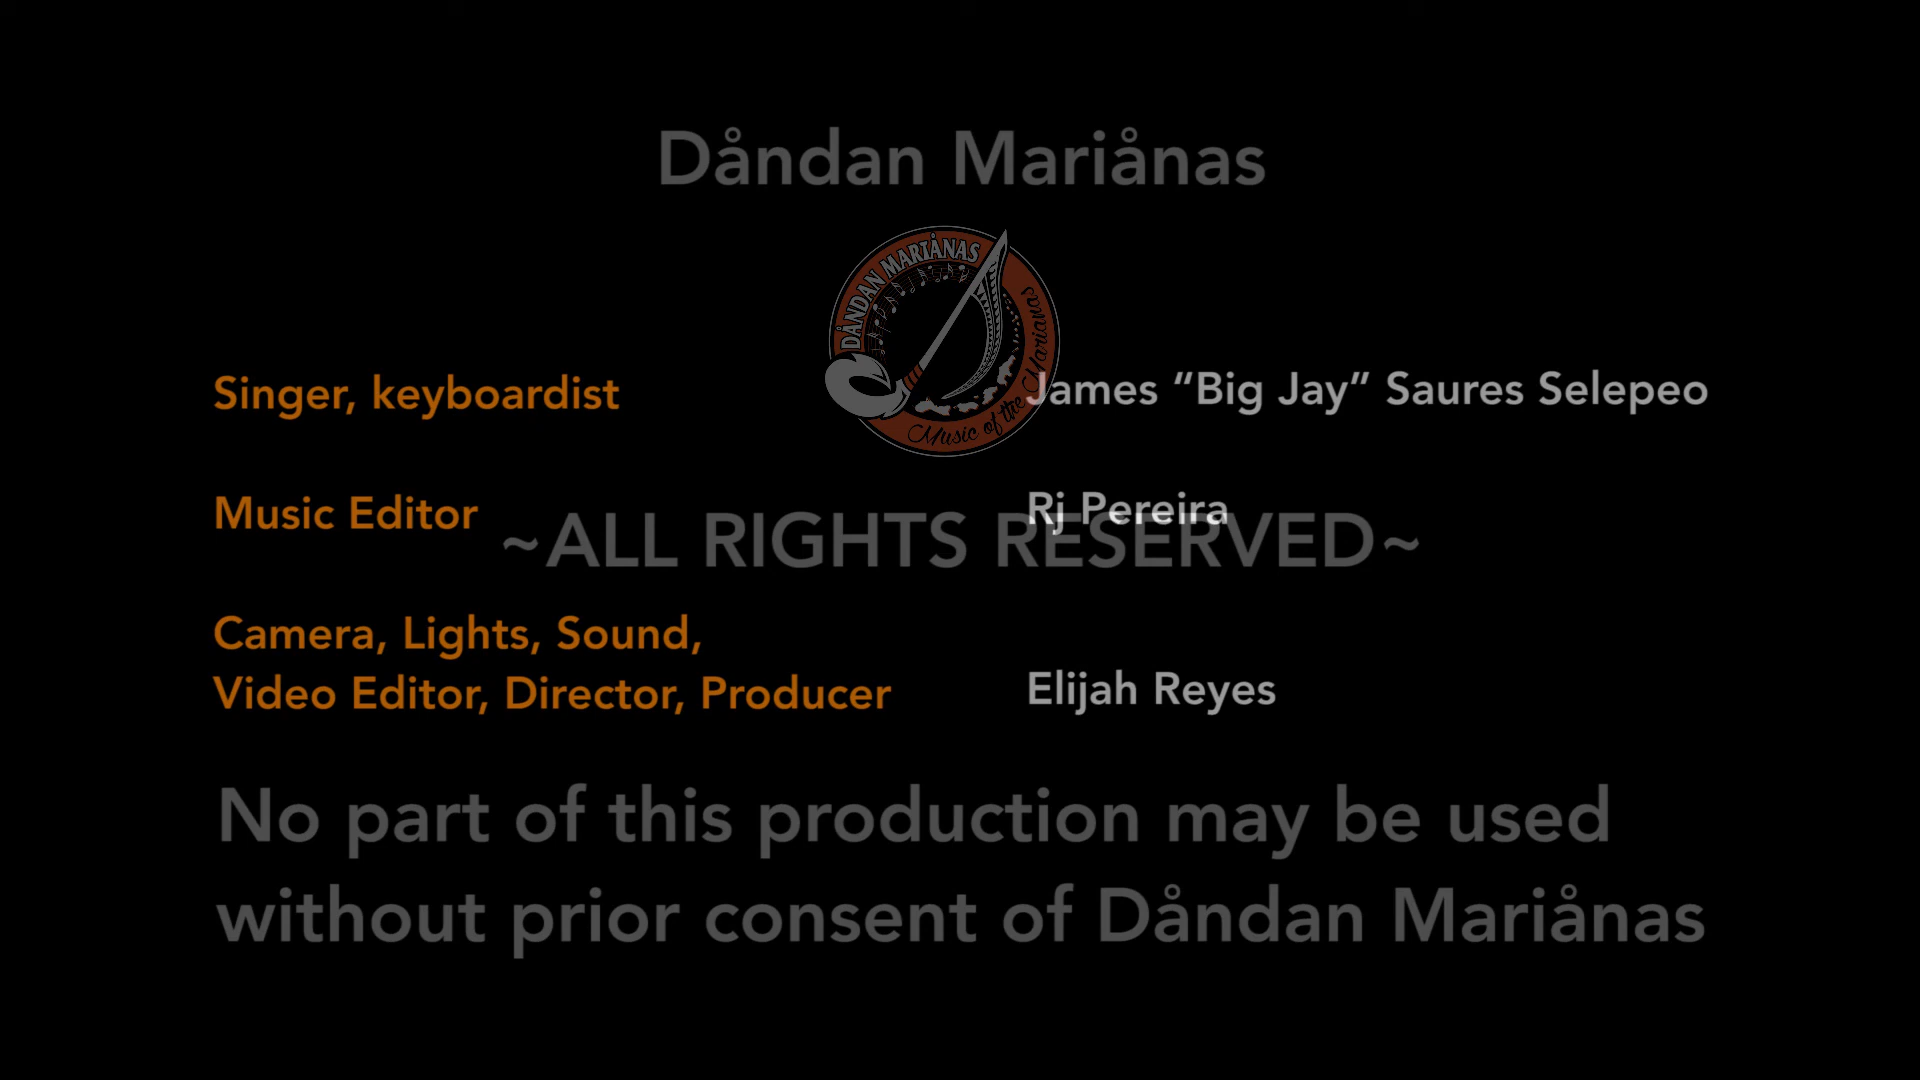 Dåndan Mariånas
DÅNDAN MARIÅNAS
Music of the Marianas
Singer, keyboardist
James “Big Jay” Saures Selepeo
Music Editor
Rj Pereira
~ALL RIGHTS RESERVED~
Camera, Lights, Sound,
Video Editor, Director, Producer
Elijah Reyes
No part of this production may be used
without prior consent of Dåndan Mariånas